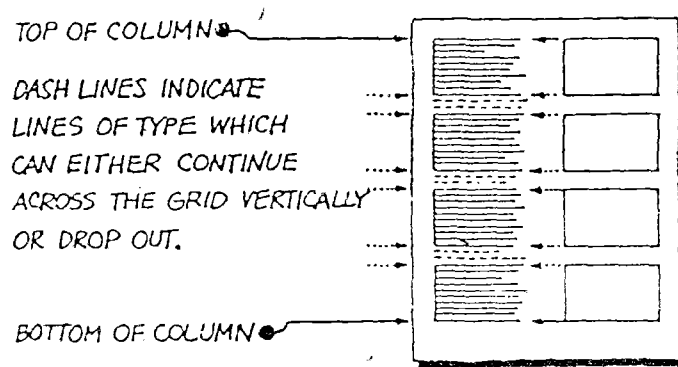 TOP OF COLUMN
DASH LINES INDICATE
LINES OF TYPE WHICH
CAN EITHER CONTINUE
ACROSS THE GRID VERTICALLY
OR DROP OUT.
BOTTOM OF COLUMN